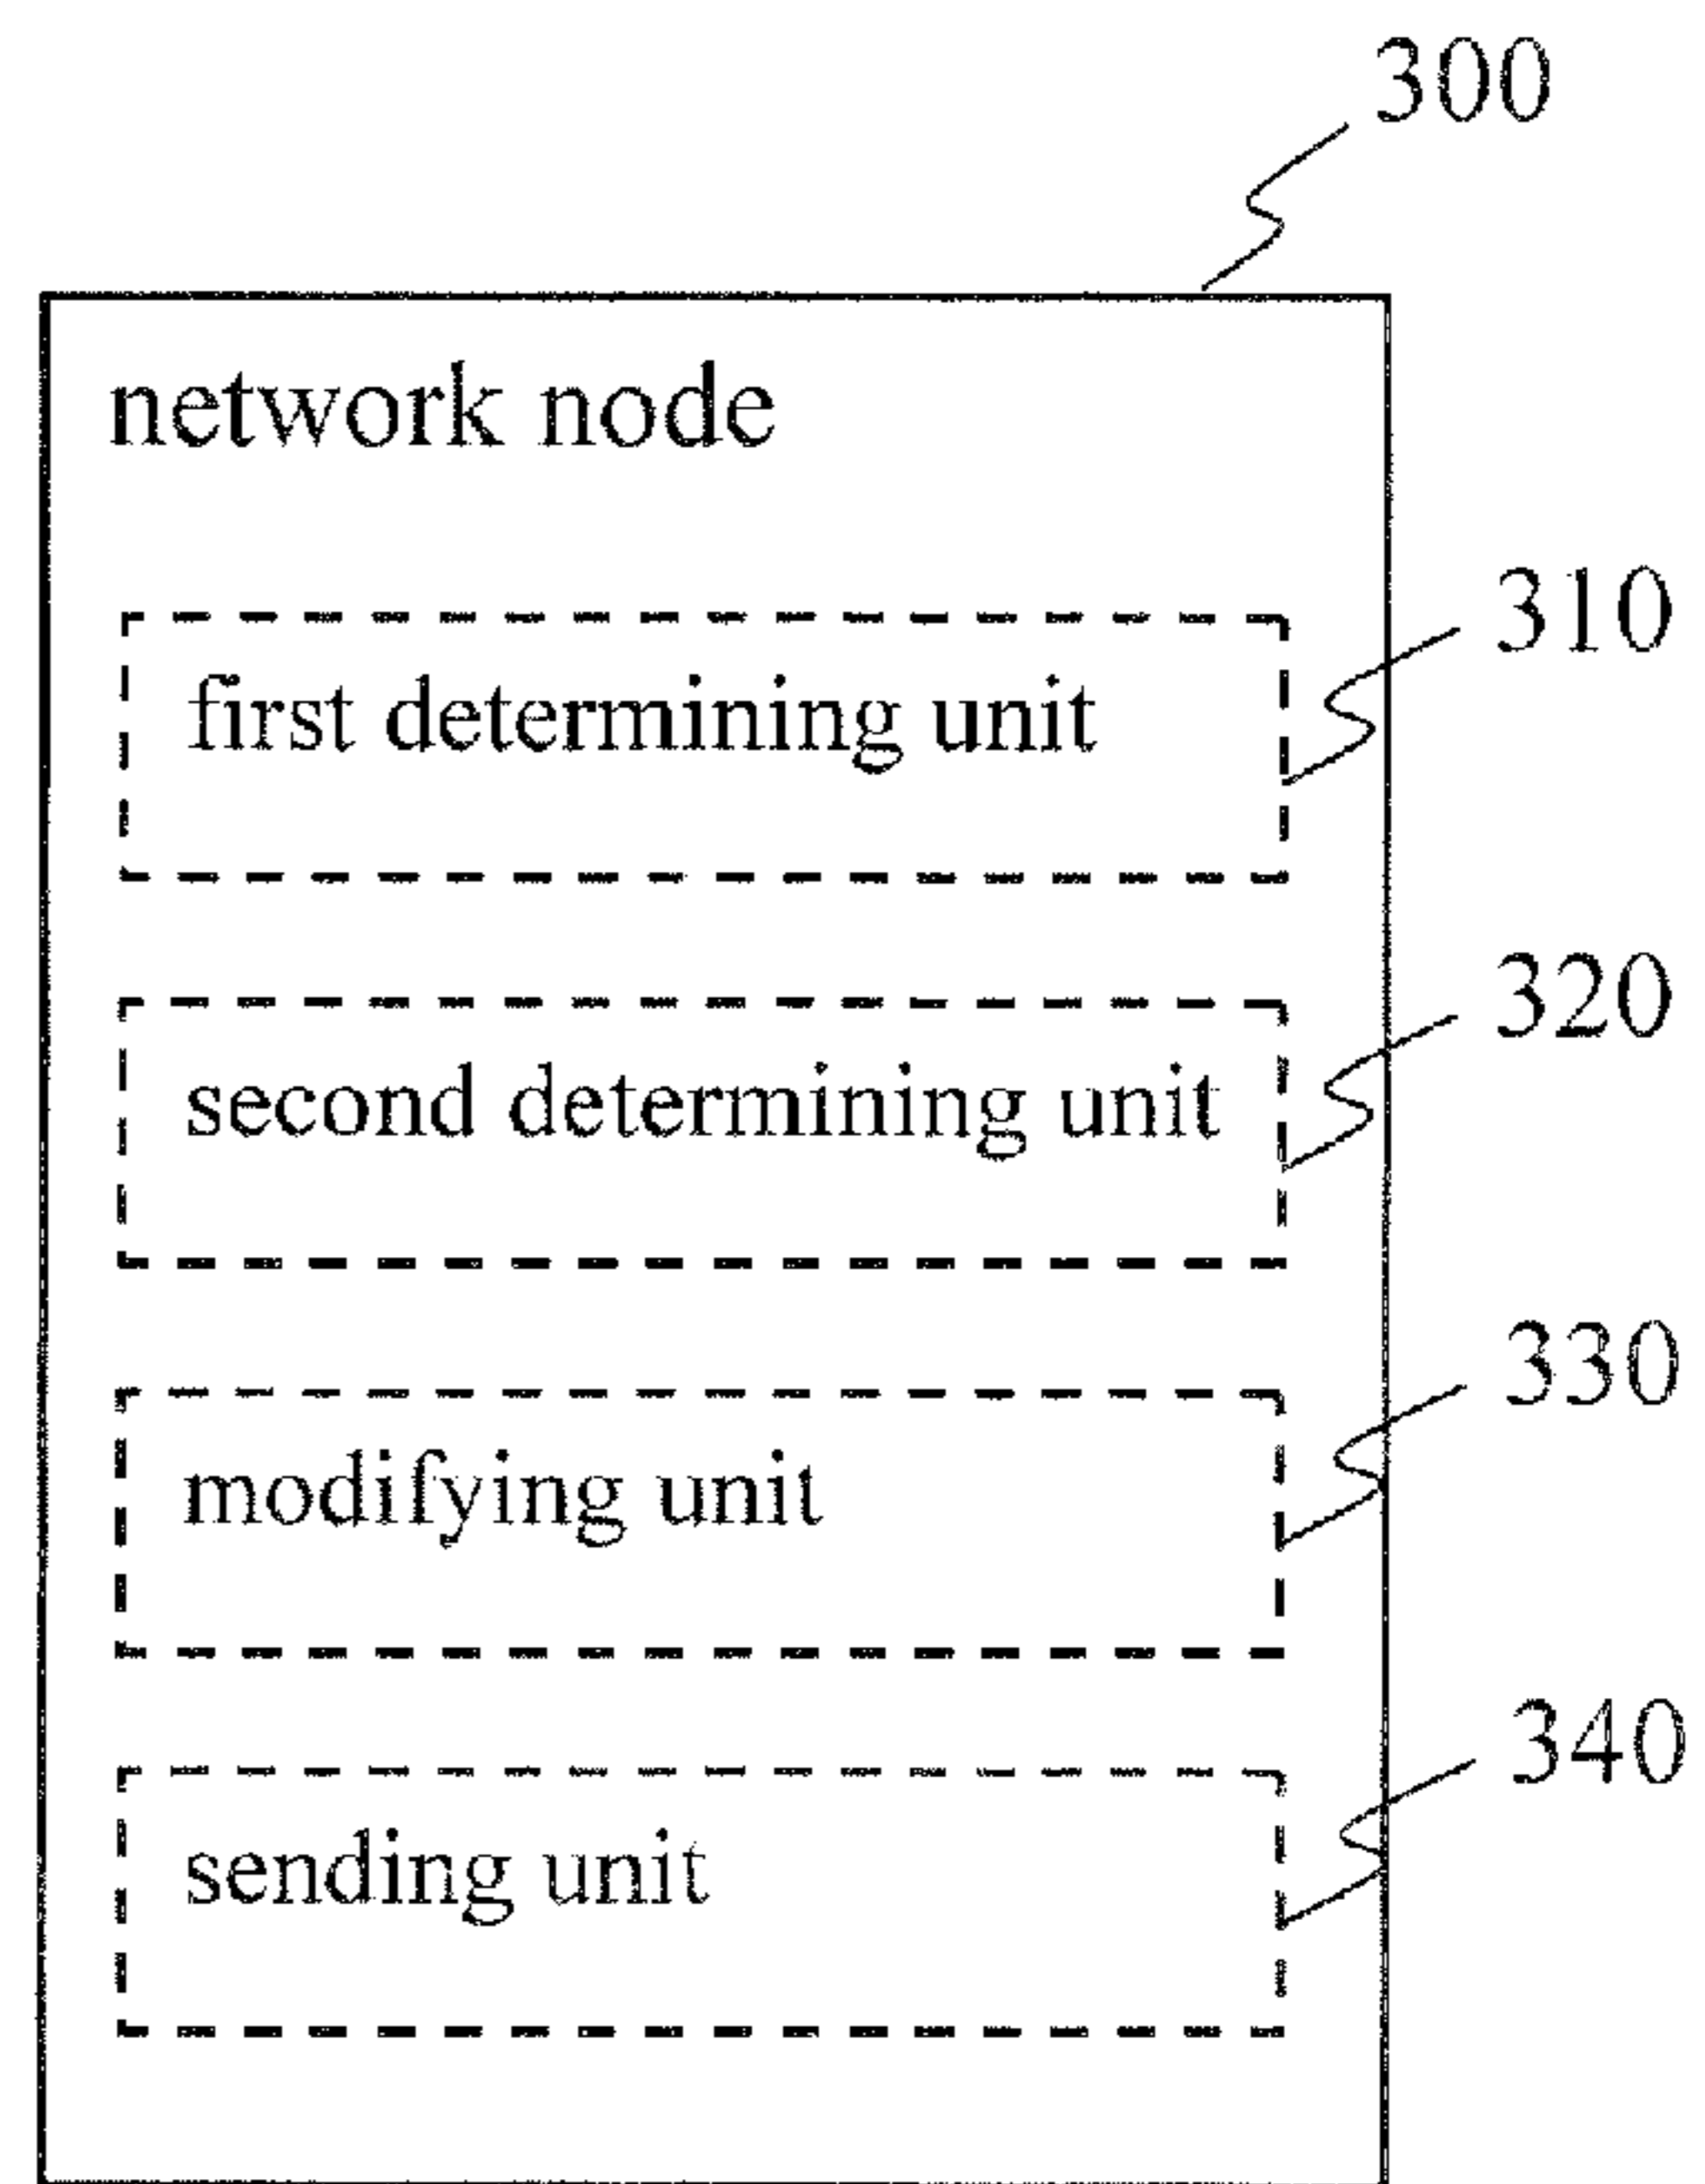 300
network node
310
first determining unit
320
second determining unit
330
modifying unit
340
sending unit